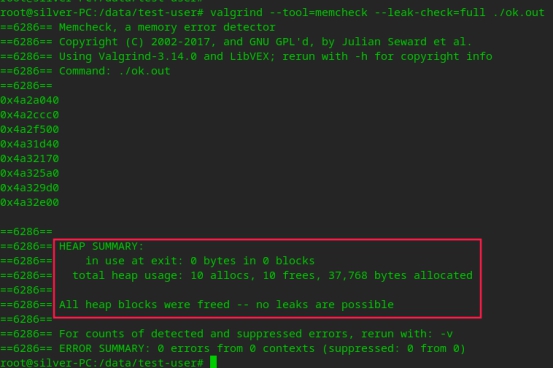 root@silver-PC:/data/test-user# valgrind --tool=memcheck --leak-check=full ./ok.out
==6286== Memcheck, a memory error detector
==6286== Copyright (C) 2002-2017, and GNU GPL'd, by Julian Seward et al.
==6286== Using Valgrind-3.14.0 and LibVEX; rerun with -h for copyright info
==6286== Command: ./ok.out
==6286==
0x4a2a040
0x4a2ccc0
0x4a2f500
0x4a31d40
0x4a32170
0x4a325a0
0x4a329d0
0x4a32e00
==6286==
==6286== HEAP SUMMARY:
==6286== in use at exit: 0 bytes in 0 blocks
==6286== total heap usage: 10 allocs, 10 frees, 37,768 bytes allocated
==6286==
==6286== All heap blocks were freed -- no leaks are possible
==6286==
==6286== For counts of detected and suppressed errors, rerun with: -v
==6286== ERROR SUMMARY: 0 errors from 0 contexts (suppressed: 0 from 0)
root@silver-PC:/data/test-user#